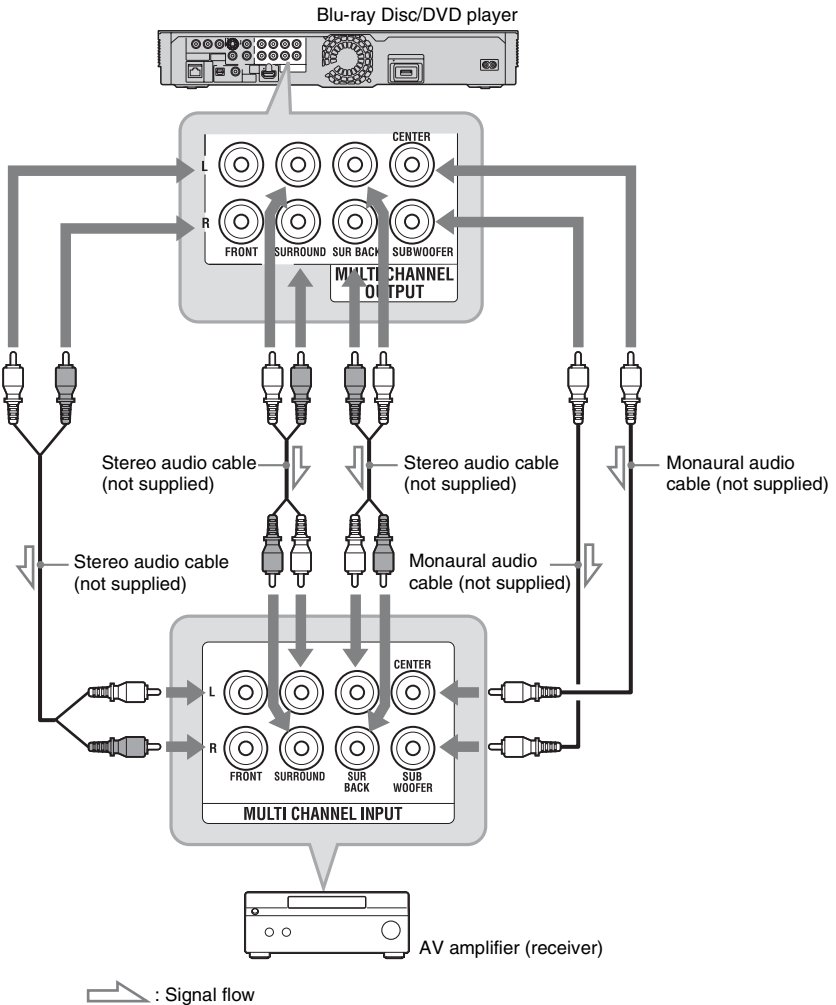 Blu-ray Disc/DVD player
CENTER
L
R
FRONT
SURROUND
SUR BACK
SUBWOOFER
MULTI CHANNEL
OUTPUT
Stereo audio cable
(not supplied)
Stereo audio cable
(not supplied)
Monaural audio
cable (not supplied)
Stereo audio cable
(not supplied)
Monaural audio
cable (not supplied)
CENTER
L
R
FRONT
SURROUND
SUR
BACK
SUB
WOOFER
MULTI CHANNEL INPUT
AV amplifier (receiver)
: Signal flow